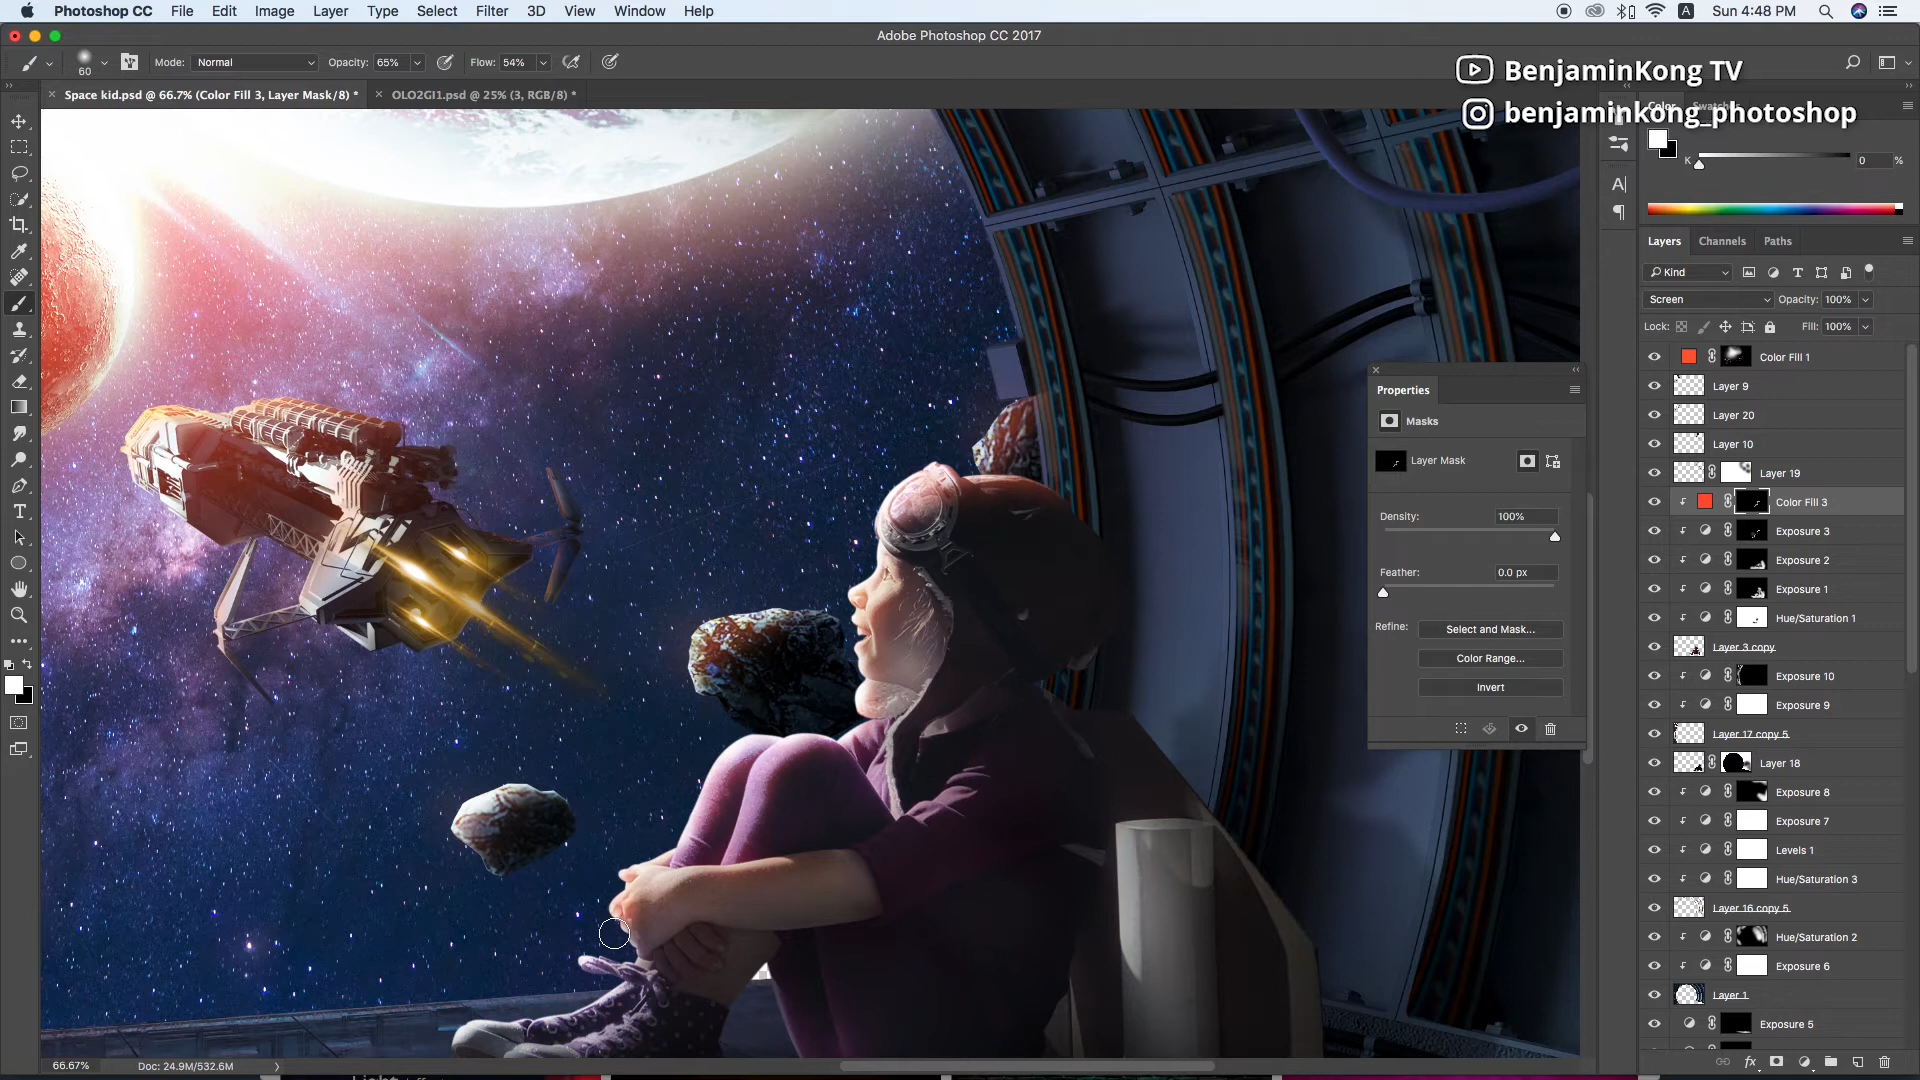 Photoshop CC File Edit Image Layer Type Select Filter 3D View Window Help
A Sun 4:48 PM
Adobe Photoshop CC 2017
60 Mode: Normal Opacity: 65% Flow: 54%
BenjaminKong TV
benjaminkong_photoshop
Space kid.psd @ 66.7% (Color Fill 3, Layer Mask/8) *
OLO2GI1.psd @ 25% (3, RGB/8) *
Color Swatches
K 0 %
Layers Channels Paths
Kind
Screen Opacity: 100%
Lock: Fill: 100%
Color Fill 1
Layer 9
Layer 20
Layer 10
Layer 19
Color Fill 3
Exposure 3
Exposure 2
Exposure 1
Hue/Saturation 1
Layer 3 copy
Exposure 10
Exposure 9
Layer 17 copy 5
Layer 18
Exposure 8
Exposure 7
Levels 1
Hue/Saturation 3
Layer 16 copy 5
Hue/Saturation 2
Exposure 6
Layer 1
Exposure 5
Properties
Masks
Layer Mask
Density: 100%
Feather: 0.0 px
Refine: Select and Mask...
Color Range...
Invert
66.67% Doc: 24.9M/532.6M